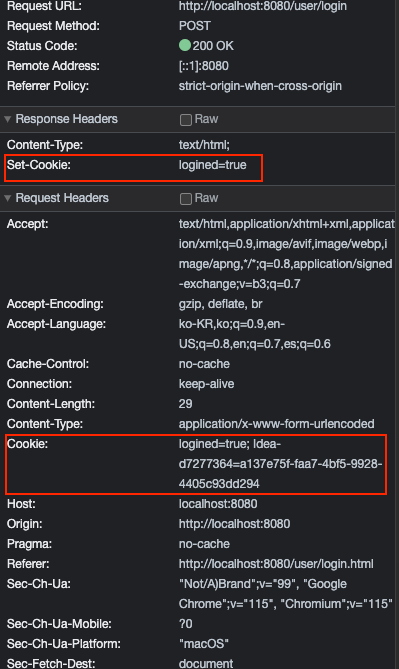 Request URL: http://localhost:8080/user/login
Request Method: POST
Status Code: 200 OK
Remote Address: [::1]:8080
Referrer Policy: strict-origin-when-cross-origin
Response Headers Raw
Content-Type: text/html;
Set-Cookie: logined=true
Request Headers Raw
Accept: text/html,application/xhtml+xml,applicat
ion/xml;q=0.9,image/avif,image/webp,i
mage/apng,*/*;q=0.8,application/signed
-exchange;v=b3;q=0.7
Accept-Encoding: gzip, deflate, br
Accept-Language: ko-KR,ko;q=0.9,en-
US;q=0.8,en;q=0.7,es;q=0.6
Cache-Control: no-cache
Connection: keep-alive
Content-Length: 29
Content-Type: application/x-www-form-urlencoded
Cookie: logined=true; Idea-
d7277364=a137e75f-faa7-4bf5-9928-
4405c93dd294
Host: localhost:8080
Origin: http://localhost:8080
Pragma: no-cache
Referer: http://localhost:8080/user/login.html
Sec-Ch-Ua: "Not/A)Brand";v="99", "Google
Chrome";v="115", "Chromium";v="115"
Sec-Ch-Ua-Mobile: ?0
Sec-Ch-Ua-Platform: "macOS"
Sec-Fetch-Dest: document